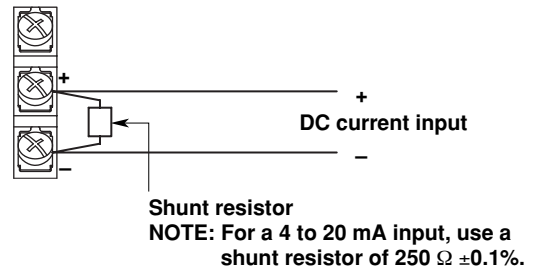 +
+
DC current input
–
–
Shunt resistor
NOTE: For a 4 to 20 mA input, use a
shunt resistor of 250 Ω ±0.1%.